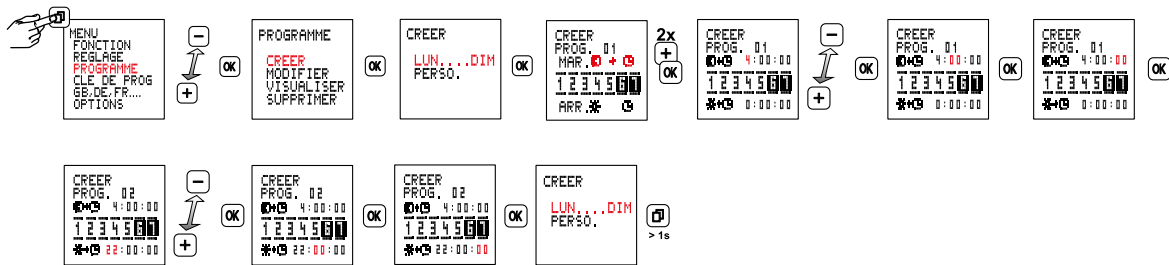 MENU
FONCTION
REGLAGE
PROGRAMME
CLE DE PROG
GB,DE,FR....
OPTIONS
OK
PROGRAMME
CREER
MODIFIER
VISUALISER
SUPPRIMER
OK
CREER
LUN....DIM
PERSO.
OK
CREER
PROG. 01
MAR. +
1 2 3 4 5 6 7
ARR.
2x
+
OK
CREER
PROG. 01
+ 4:00:00
1 2 3 4 5 6 7
+ 0:00:00
OK
CREER
PROG. 01
+ 4:00:00
1 2 3 4 5 6 7
+ 0:00:00
OK
CREER
PROG. 01
+ 4:00:00
1 2 3 4 5 6 7
+ 0:00:00
OK
CREER
PROG. 02
+ 4:00:00
1 2 3 4 5 6 7
+ 22:00:00
OK
CREER
PROG. 02
+ 4:00:00
1 2 3 4 5 6 7
+ 22:00:00
OK
CREER
PROG. 02
+ 4:00:00
1 2 3 4 5 6 7
+ 22:00:00
OK
CREER
LUN....DIM
PERSO.
> 1s